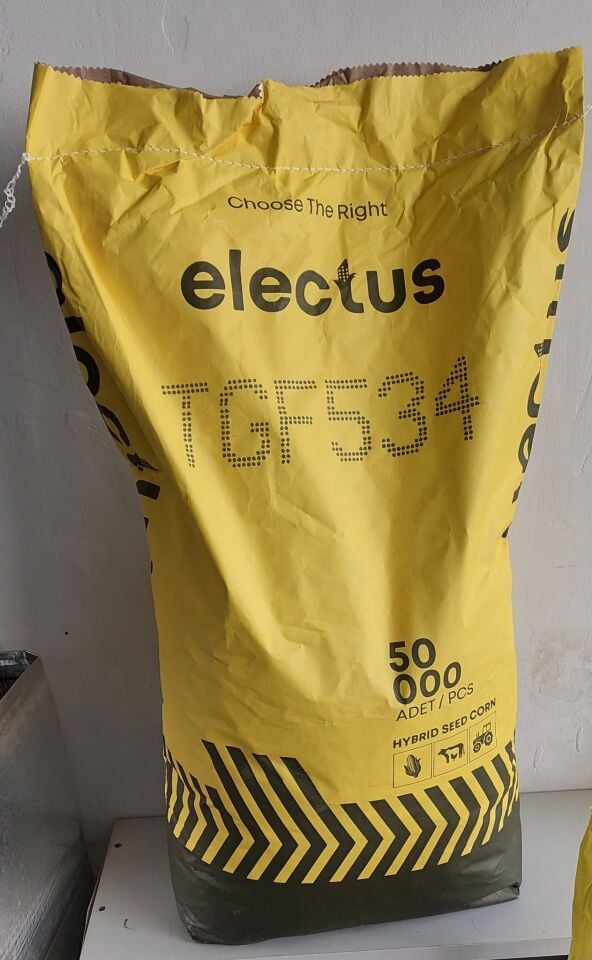 Choose The Right
electus
TGF534
50
000
ADET / PCS
HYBRID SEED CORN